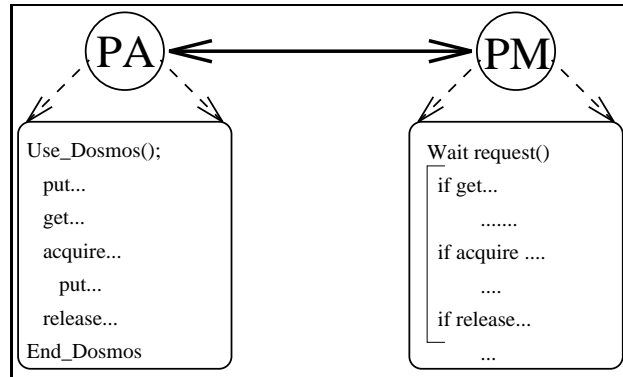 PA
PM
Use_Dosmos();
put...
get...
acquire...
put...
release...
End_Dosmos
Wait request()
if get...
.......
if acquire ....
....
if release...
...